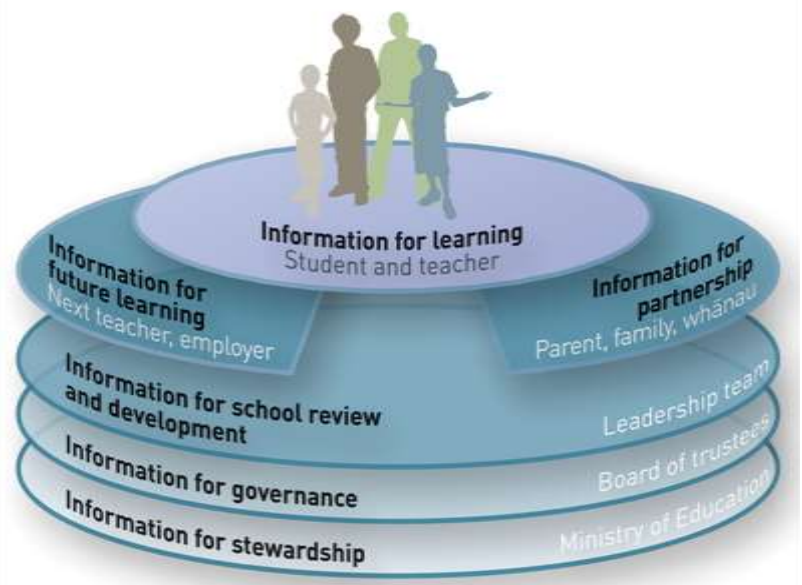 Information for learning
Student and teacher
Information for
future learning
Next teacher, employer
Information for
partnership
Parent, family, whānau
Information for school review
and development
Leadership team
Information for governance
Board of trustees
Information for stewardship
Ministry of Education